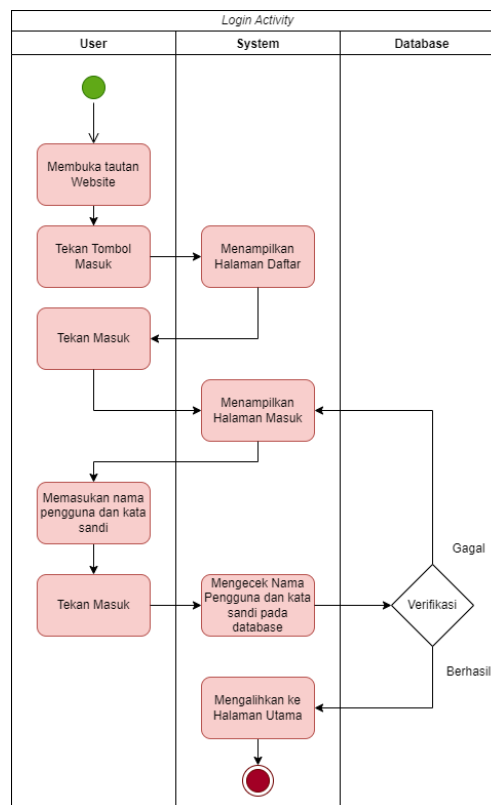 Login Activity
User
System
Database
Membuka tautan
Website
Tekan Tombol
Masuk
Menampilkan
Halaman Daftar
Tekan Masuk
Menampilkan
Halaman Masuk
Memasukan nama
pengguna dan kata
sandi
Gagal
Tekan Masuk
Mengecek Nama
Pengguna dan kata
sandi pada
database
Verifikasi
Berhasil
Mengalihkan ke
Halaman Utama